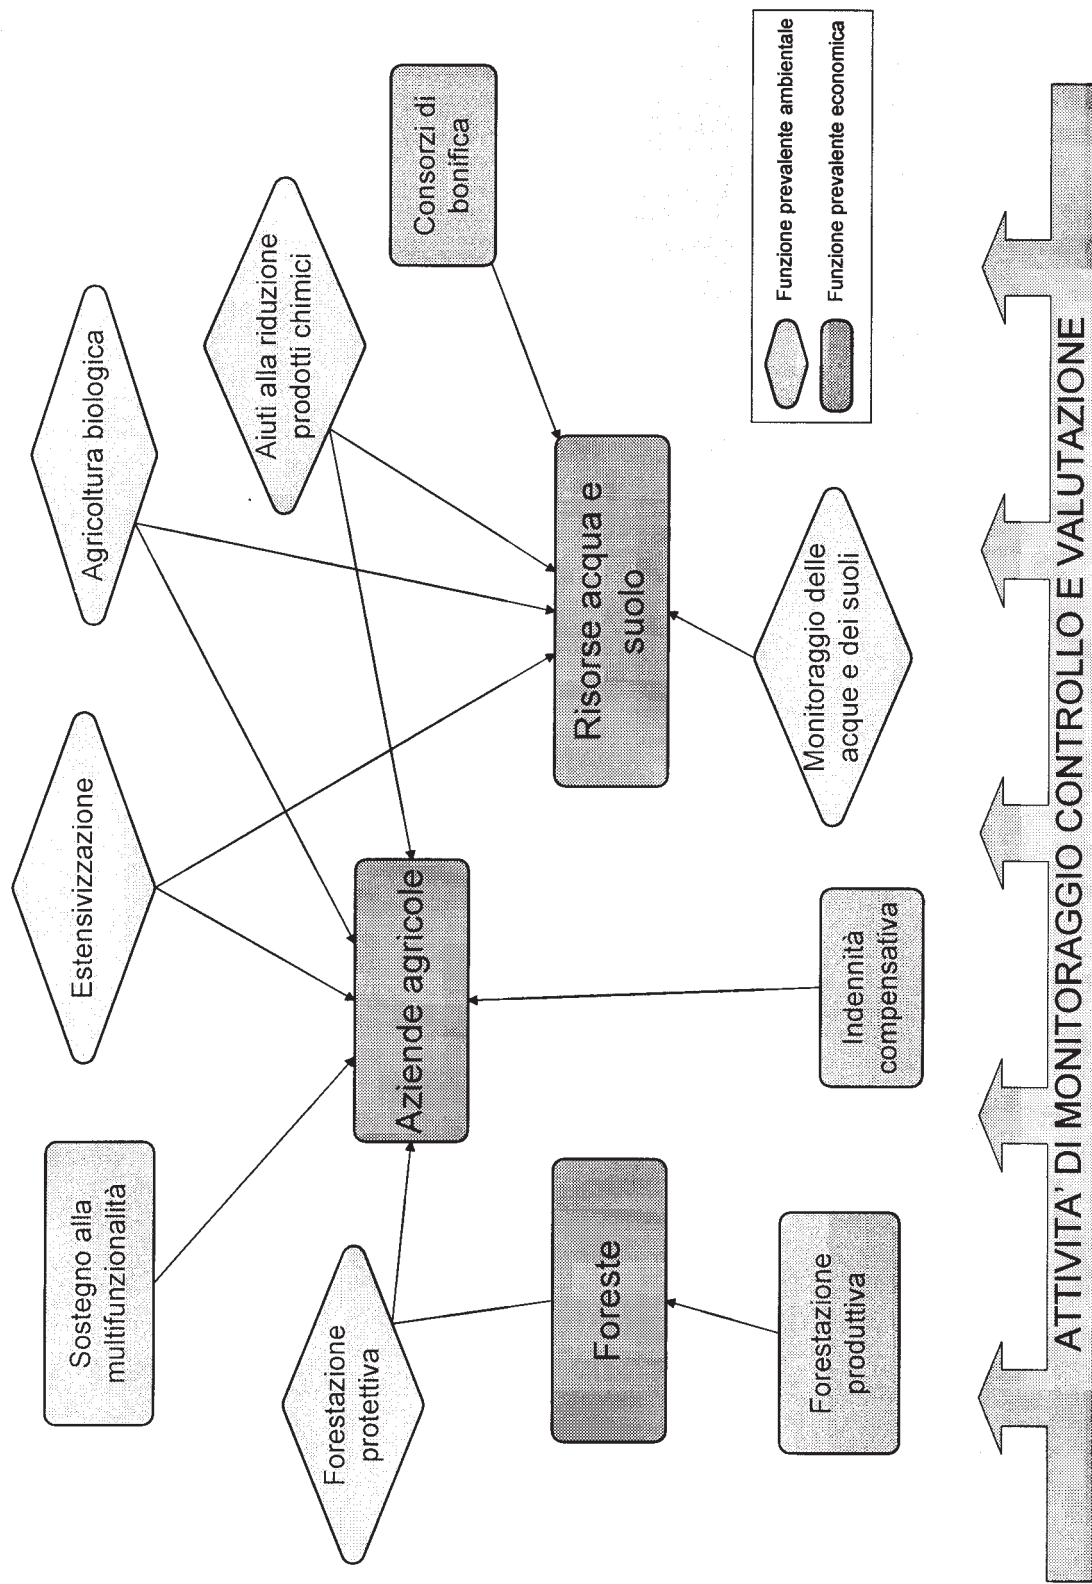 Sostegno alla
multifunzionalità
Estensivizzazione
Agricoltura biologica
Aiuti alla riduzione
prodotti chimici
Consorzi di
bonifica
Forestazione
protettiva
Aziende agricole
Foreste
Risorse acqua e
suolo
Forestazione
produttiva
Indennità
compensativa
Monitoraggio delle
acque e dei suoli
Funzione prevalente ambientale
Funzione prevalente economica
ATTIVITA' DI MONITORAGGIO CONTROLLO E VALUTAZIONE